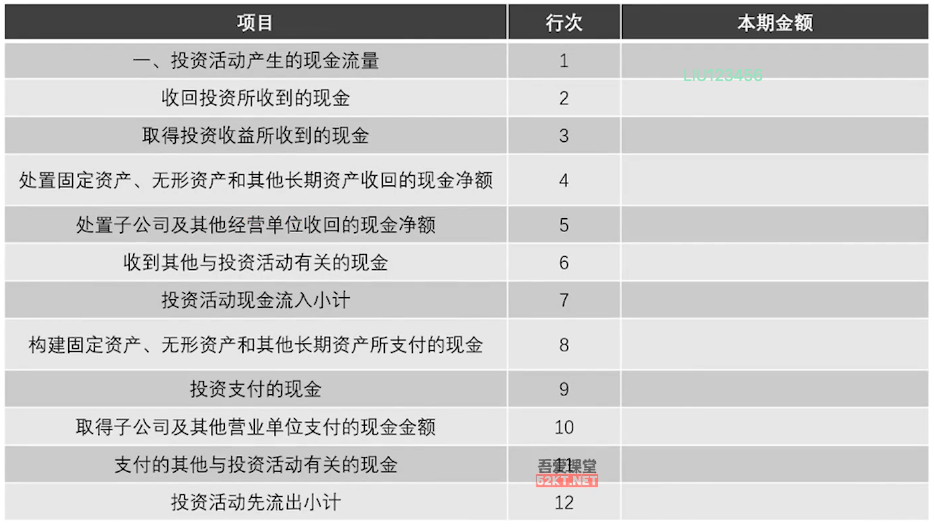 项目 行次 本期金额
一、投资活动产生的现金流量 1
LIU123456
收回投资所收到的现金 2
取得投资收益所收到的现金 3
处置固定资产、无形资产和其他长期资产收回的现金净额 4
处置子公司及其他经营单位收回的现金净额 5
收到其他与投资活动有关的现金 6
投资活动现金流入小计 7
构建固定资产、无形资产和其他长期资产所支付的现金 8
投资支付的现金 9
取得子公司及其他营业单位支付的现金金额 10
支付的其他与投资活动有关的现金 11
吾爱课堂
52KT.NET
投资活动先流出小计 12